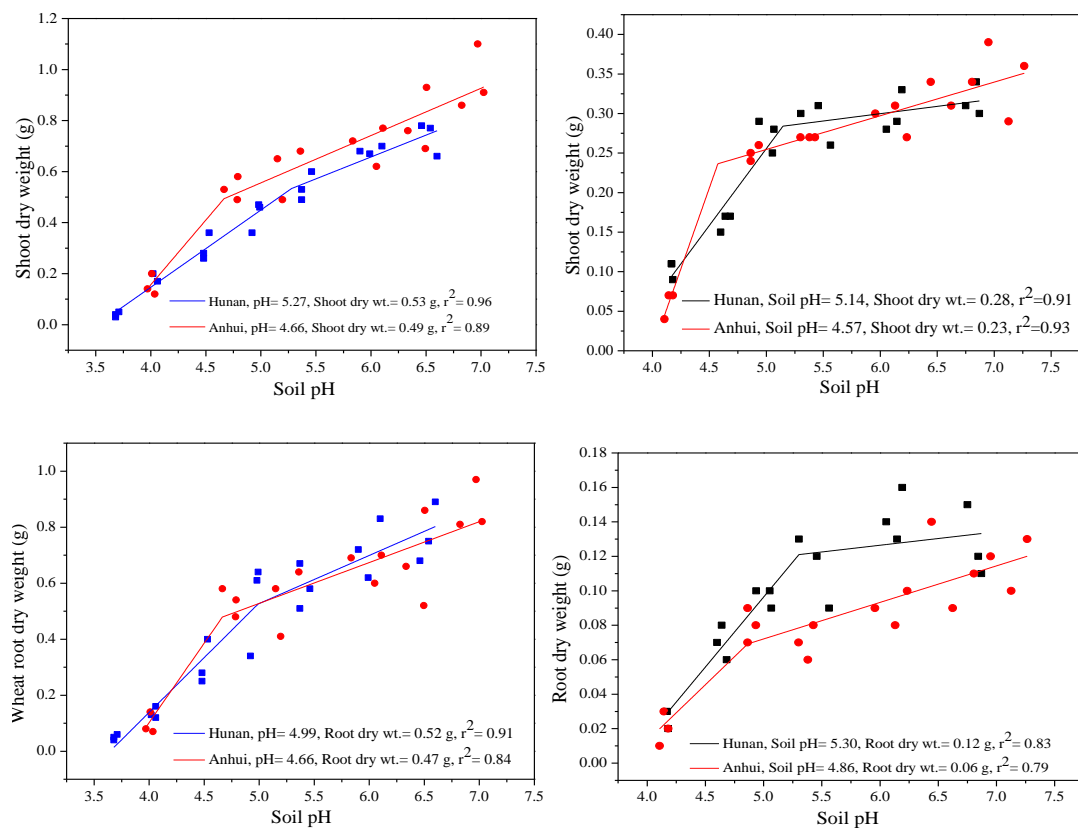 Shoot dry weight (g)
1.2
1.0
0.8
0.6
0.4
0.2
0.0
Hunan, pH= 5.27, Shoot dry wt.= 0.53 g, r²= 0.96
Anhui, pH= 4.66, Shoot dry wt.= 0.49 g, r²= 0.89
3.5 4.0 4.5 5.0 5.5 6.0 6.5 7.0 7.5
Soil pH
Shoot dry weight (g)
0.40
0.35
0.30
0.25
0.20
0.15
0.10
0.05
0.00
Hunan, Soil pH= 5.14, Shoot dry wt.= 0.28, r²=0.91
Anhui, Soil pH= 4.57, Shoot dry wt.= 0.23, r²=0.93
4.0 4.5 5.0 5.5 6.0 6.5 7.0 7.5
Soil pH
Wheat root dry weight (g)
1.0
0.8
0.6
0.4
0.2
0.0
Hunan, pH= 4.99, Root dry wt.= 0.52 g, r²= 0.91
Anhui, pH= 4.66, Root dry wt.= 0.47 g, r²= 0.84
3.5 4.0 4.5 5.0 5.5 6.0 6.5 7.0 7.5
Soil pH
Root dry weight (g)
0.18
0.16
0.14
0.12
0.10
0.08
0.06
0.04
0.02
0.00
Hunan, Soil pH= 5.30, Root dry wt.= 0.12 g, r²= 0.83
Anhui, Soil pH= 4.86, Root dry wt.= 0.06 g, r²= 0.79
4.0 4.5 5.0 5.5 6.0 6.5 7.0 7.5
Soil pH